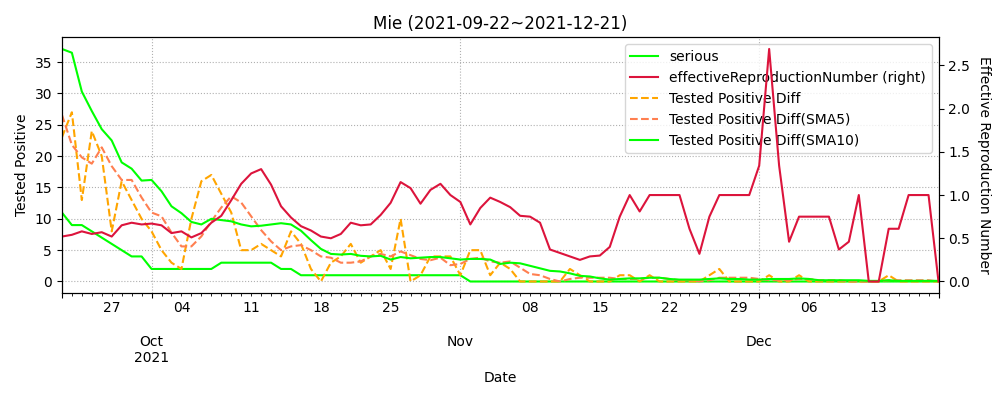 Mie (2021-09-22~2021-12-21)
serious
effectiveReproductionNumber (right)
Tested Positive Diff
Tested Positive Diff(SMA5)
Tested Positive Diff(SMA10)
Tested Positive
35
30
25
20
15
10
5
0
2.5
2.0
1.5
1.0
0.5
0.0
Effective Reproduction Number
27 04 11 18 25 08 15 22 29 06 13
Oct Nov Dec
2021
Date